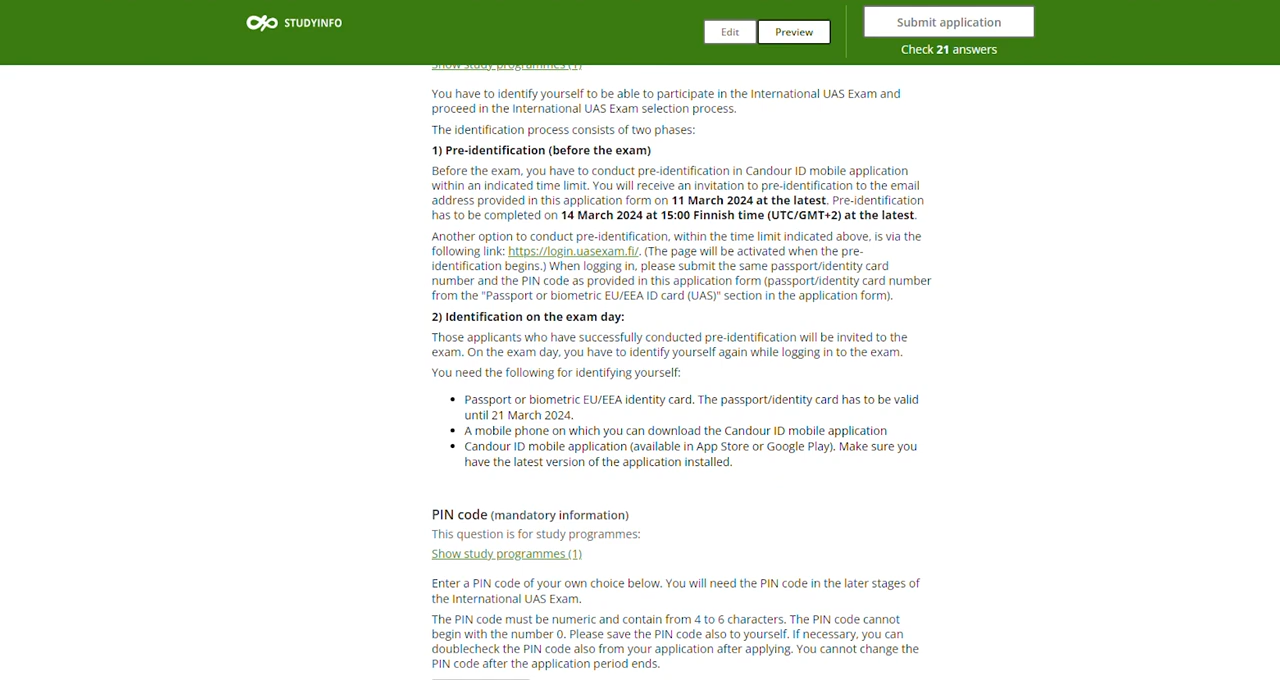 STUDYINFO
Edit
Preview
Submit application
Check 21 answers
Show study programmes (1)
You have to identify yourself to be able to participate in the International UAS Exam and
proceed in the International UAS Exam selection process.
The identification process consists of two phases:
1) Pre-identification (before the exam)
Before the exam, you have to conduct pre-identification in Candour ID mobile application
within an indicated time limit. You will receive an invitation to pre-identification to the email
address provided in this application form on 11 March 2024 at the latest. Pre-identification
has to be completed on 14 March 2024 at 15:00 Finnish time (UTC/GMT+2) at the latest.
Another option to conduct pre-identification, within the time limit indicated above, is via the
following link: https://login.uasexam.fi/. (The page will be activated when the pre-
identification begins.) When logging in, please submit the same passport/identity card
number and the PIN code as provided in this application form (passport/identity card number
from the "Passport or biometric EU/EEA ID card (UAS)" section in the application form).
2) Identification on the exam day:
Those applicants who have successfully conducted pre-identification will be invited to the
exam. On the exam day, you have to identify yourself again while logging in to the exam.
You need the following for identifying yourself:
• Passport or biometric EU/EEA identity card. The passport/identity card has to be valid
until 21 March 2024.
• A mobile phone on which you can download the Candour ID mobile application
• Candour ID mobile application (available in App Store or Google Play). Make sure you
have the latest version of the application installed.
PIN code (mandatory information)
This question is for study programmes:
Show study programmes (1)
Enter a PIN code of your own choice below. You will need the PIN code in the later stages of
the International UAS Exam.
The PIN code must be numeric and contain from 4 to 6 characters. The PIN code cannot
begin with the number 0. Please save the PIN code also to yourself. If necessary, you can
doublecheck the PIN code also from your application after applying. You cannot change the
PIN code after the application period ends.